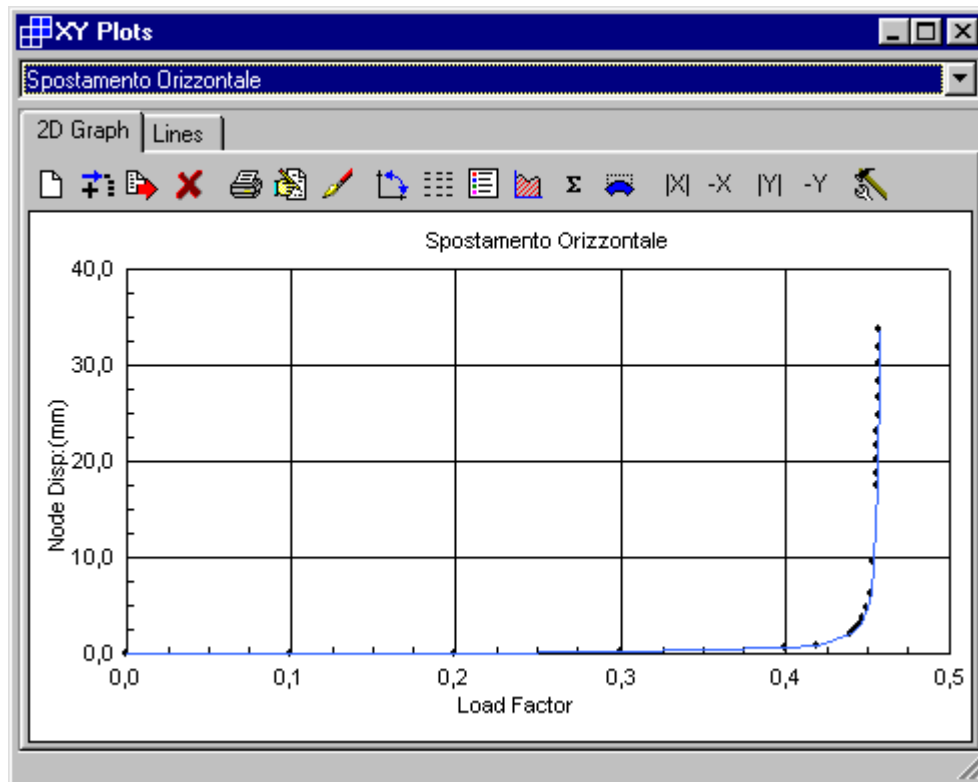 XY Plots
Spostamento Orizzontale
2D Graph Lines
Σ |X| -X |Y| -Y
Spostamento Orizzontale
40,0
30,0
20,0
10,0
0,0
Node Disp:(mm)
0,0 0,1 0,2 0,3 0,4 0,5
Load Factor